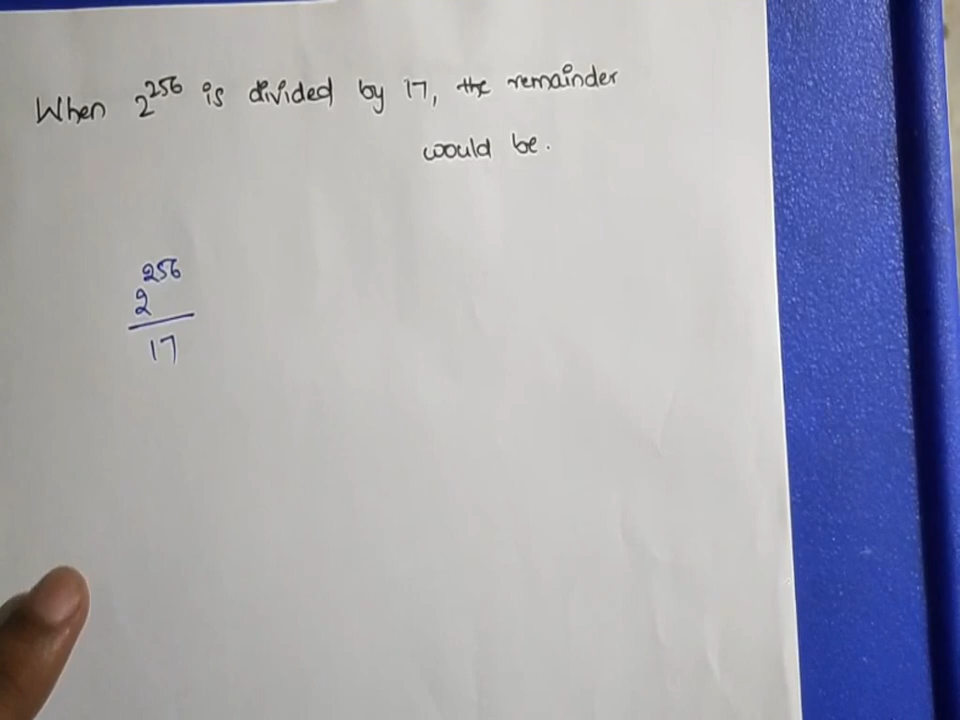 When 2^256 is divided by 17, the remainder
would be.
2^256
17